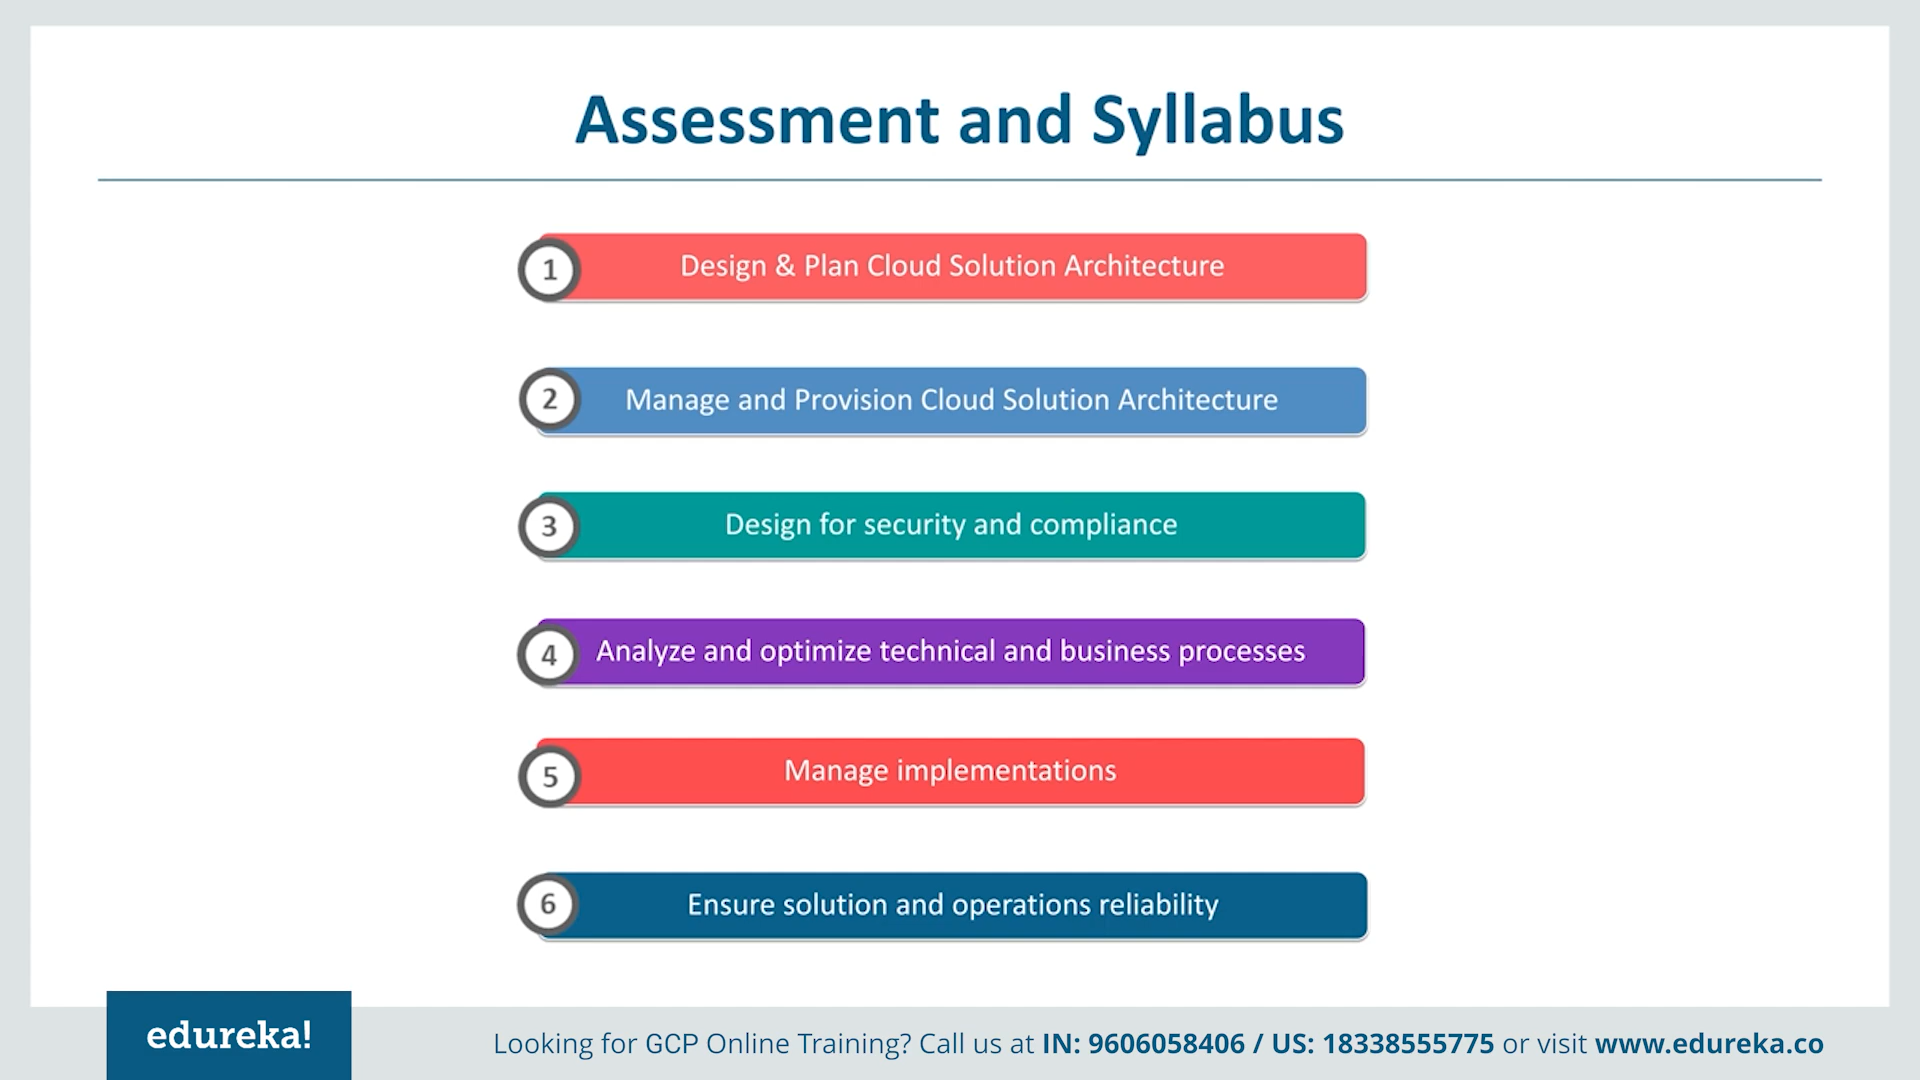 Assessment and Syllabus
1 Design & Plan Cloud Solution Architecture
2 Manage and Provision Cloud Solution Architecture
3 Design for security and compliance
4 Analyze and optimize technical and business processes
5 Manage implementations
6 Ensure solution and operations reliability
edureka!
Looking for GCP Online Training? Call us at IN: 9606058406 / US: 18338555775 or visit www.edureka.co